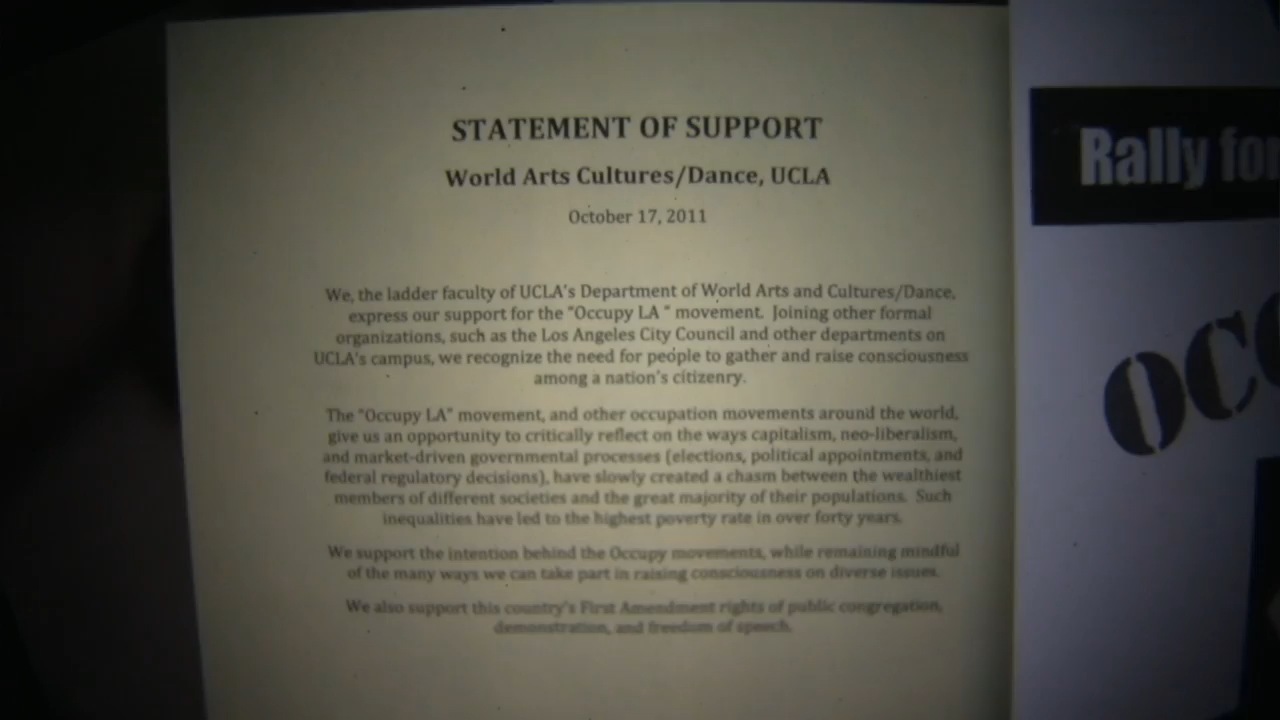 STATEMENT OF SUPPORT
World Arts Cultures/Dance, UCLA
October 17, 2011
We, the ladder faculty of UCLA's Department of World Arts and Cultures/Dance,
express our support for the "Occupy LA " movement. Joining other formal
organizations, such as the Los Angeles City Council and other departments on
UCLA's campus, we recognize the need for people to gather and raise consciousness
among a nation's citizenry.
The "Occupy LA" movement, and other occupation movements around the world,
give us an opportunity to critically reflect on the ways capitalism, neo-liberalism,
and market-driven governmental processes (elections, political appointments, and
federal regulatory decisions), have slowly created a chasm between the wealthiest
members of different societies and the great majority of their populations. Such
inequalities have led to the highest poverty rate in over forty years.
We support the intention behind the Occupy movements, while remaining mindful
of the many ways we can take part in raising consciousness on diverse issues.
We also support this country's First Amendment rights of public congregation,
demonstration, and freedom of speech.
Rally for
OCC